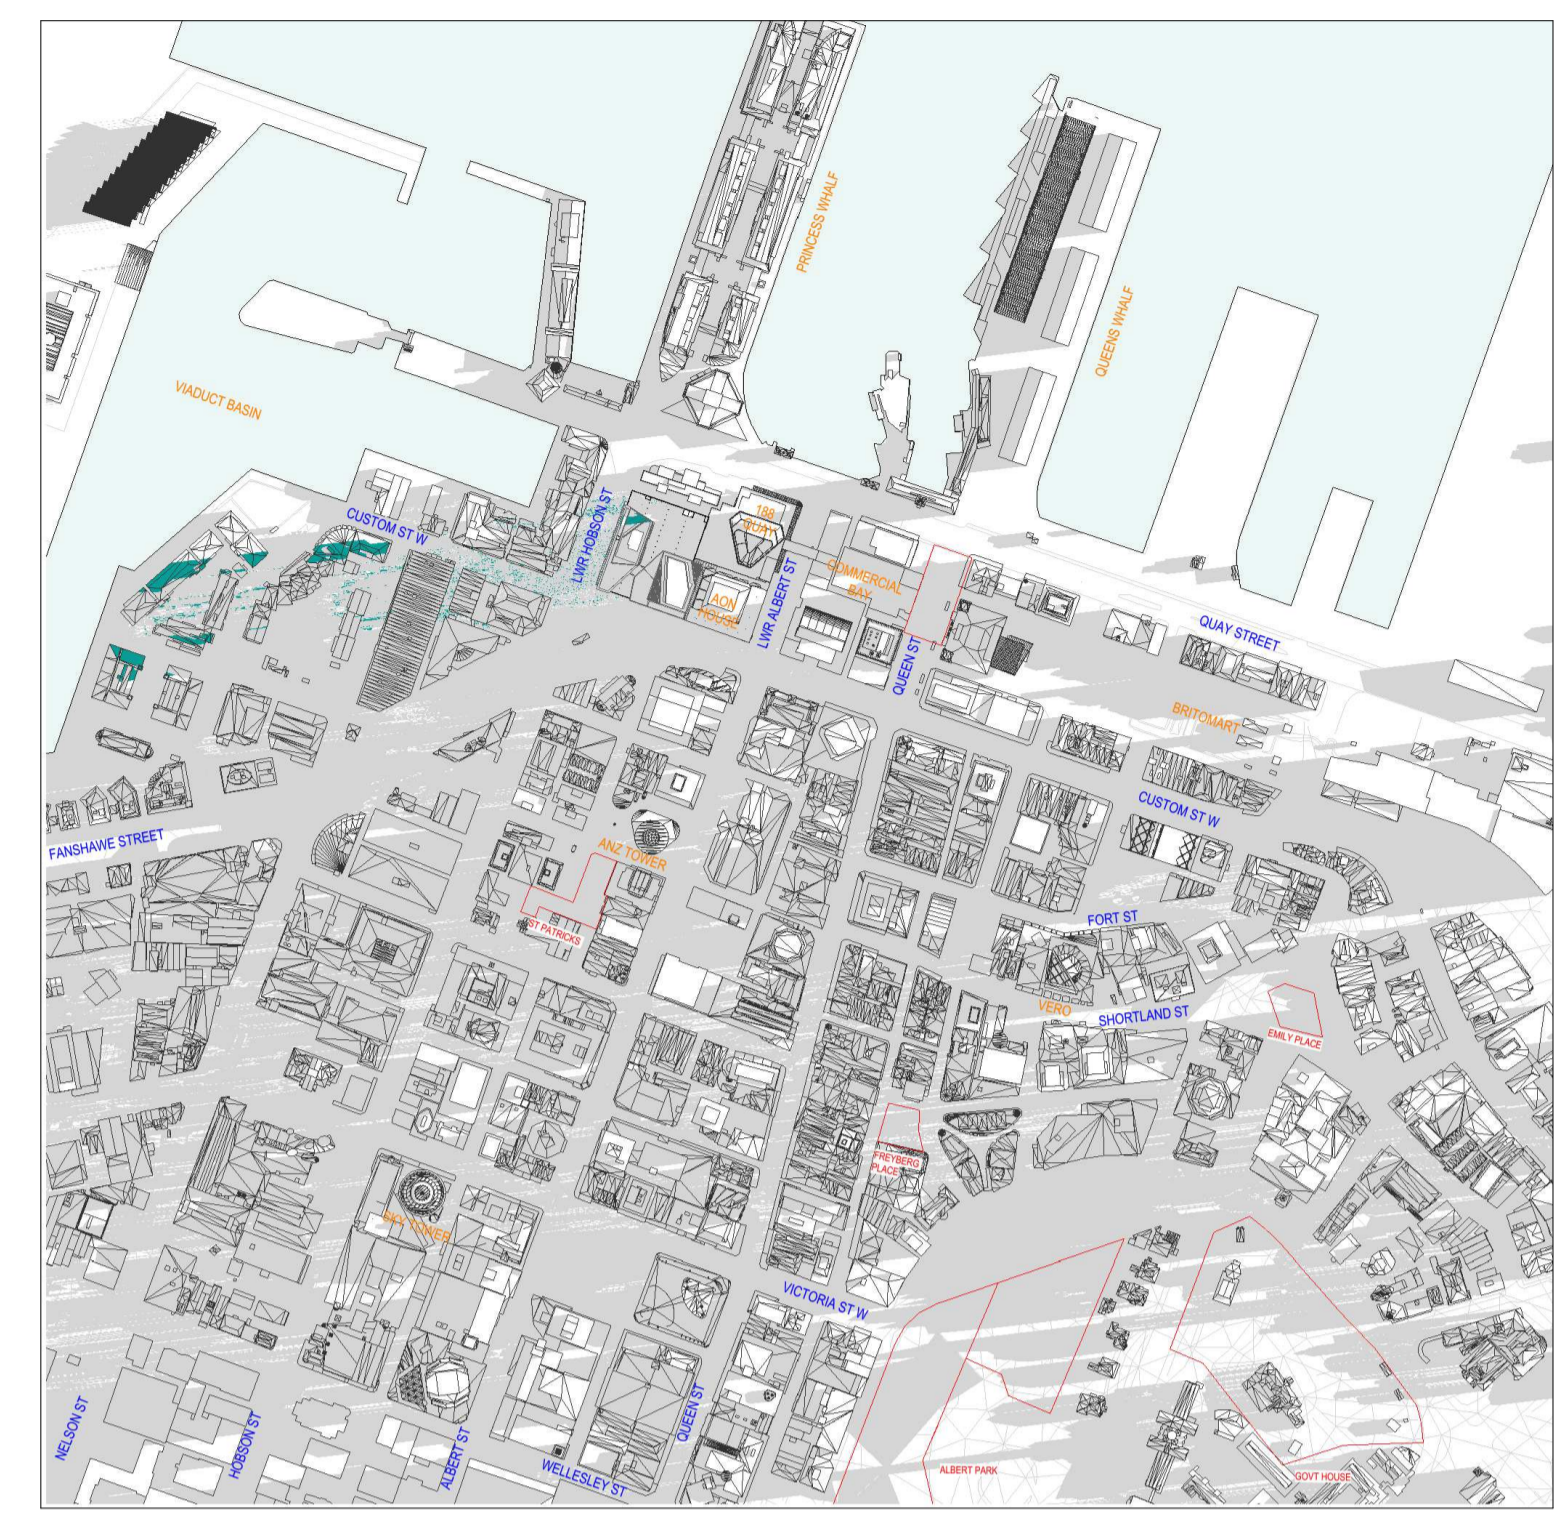 PRINCESS WHALF
QUEENS WHALF
VIADUCT BASIN
CUSTOM ST W
LWR HOBSON ST
188
QUAY
AON
HOUSE
LWR ALBERT ST
COMMERCIAL
BAY
QUEEN ST
QUAY STREET
BRITOMART
CUSTOM ST W
FANSHAWE STREET
ANZ TOWER
ST PATRICKS
FORT ST
VERO
SHORTLAND ST
EMILY PLACE
FREYBERG
PLACE
SKY TOWER
VICTORIA ST W
NELSON ST
HOBSON ST
ALBERT ST
WELLESLEY ST
QUEEN ST
ALBERT PARK
GOVT HOUSE